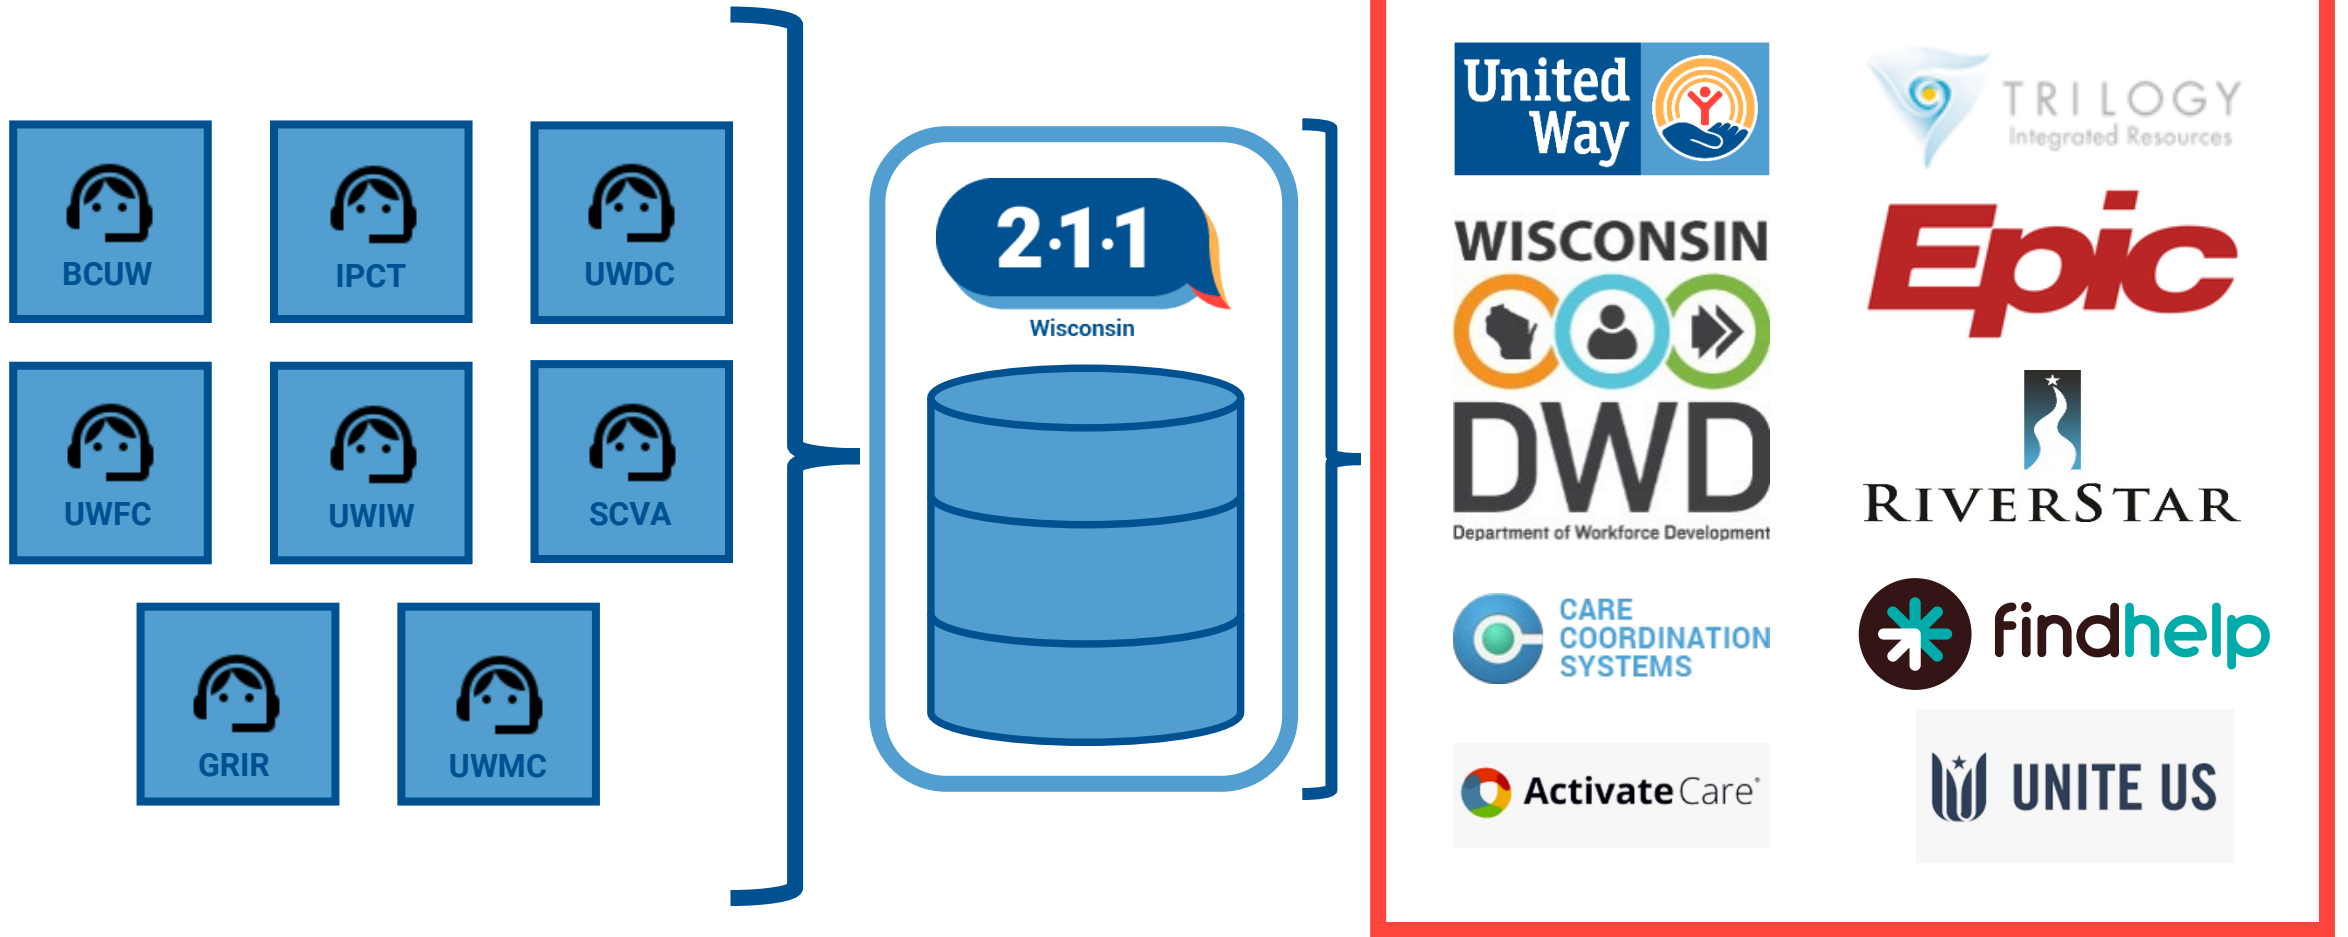 BCUW
IPCT
UWDC
UWFC
UWIW
SCVA
GRIR
UWMC
2·1·1
Wisconsin
United
Way
WISCONSIN
DWD
Department of Workforce Development
CARE
COORDINATION
SYSTEMS
ActivateCare®
TRILOGY
Integrated Resources
Epic
RIVERSTAR
findhelp
UNITE US